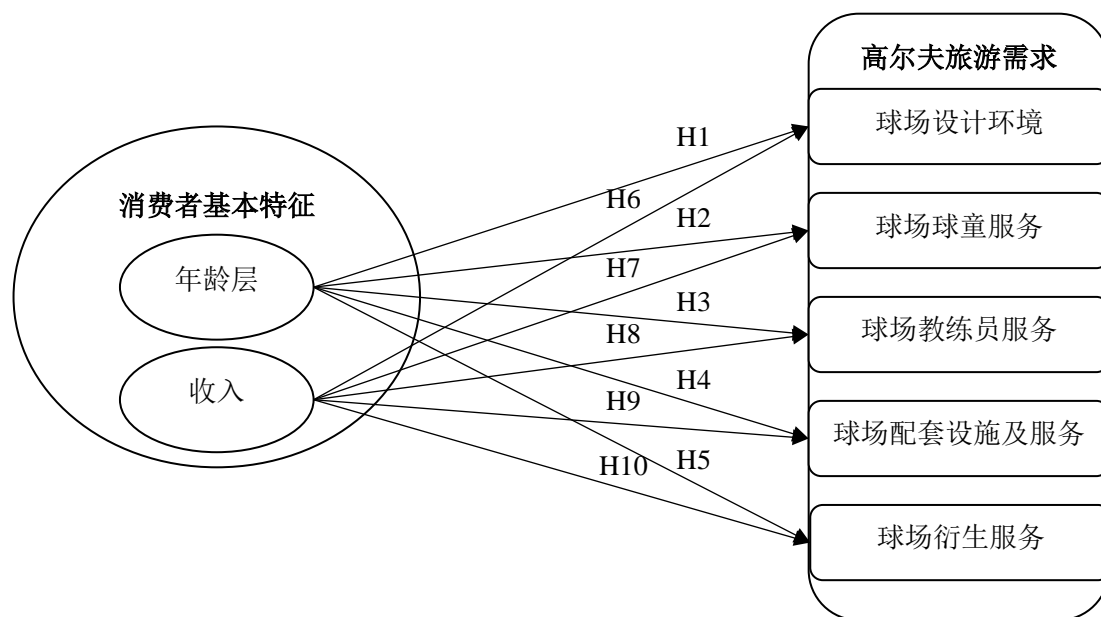 高尔夫旅游需求
球场设计环境
H1
消费者基本特征
H6
H2
球场球童服务
年龄层
H7
H3
球场教练员服务
H8
收入
H4
H9
球场配套设施及服务
H10
H5
球场衍生服务